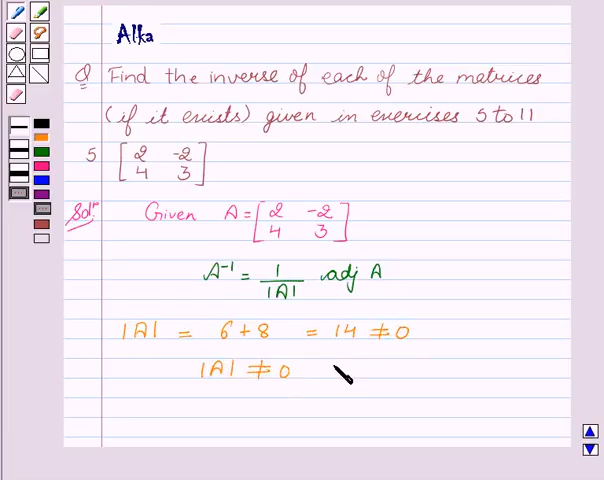 Alka
Q Find the inverse of each of the matrices
(if it exists) given in exercises 5 to 11
5 [2 -2
4 3]
Solⁿ. Given A = [2 -2
4 3]
A⁻¹ = 1/|A| adj A
|A| = 6 + 8 = 14 ≠ 0
|A| ≠ 0